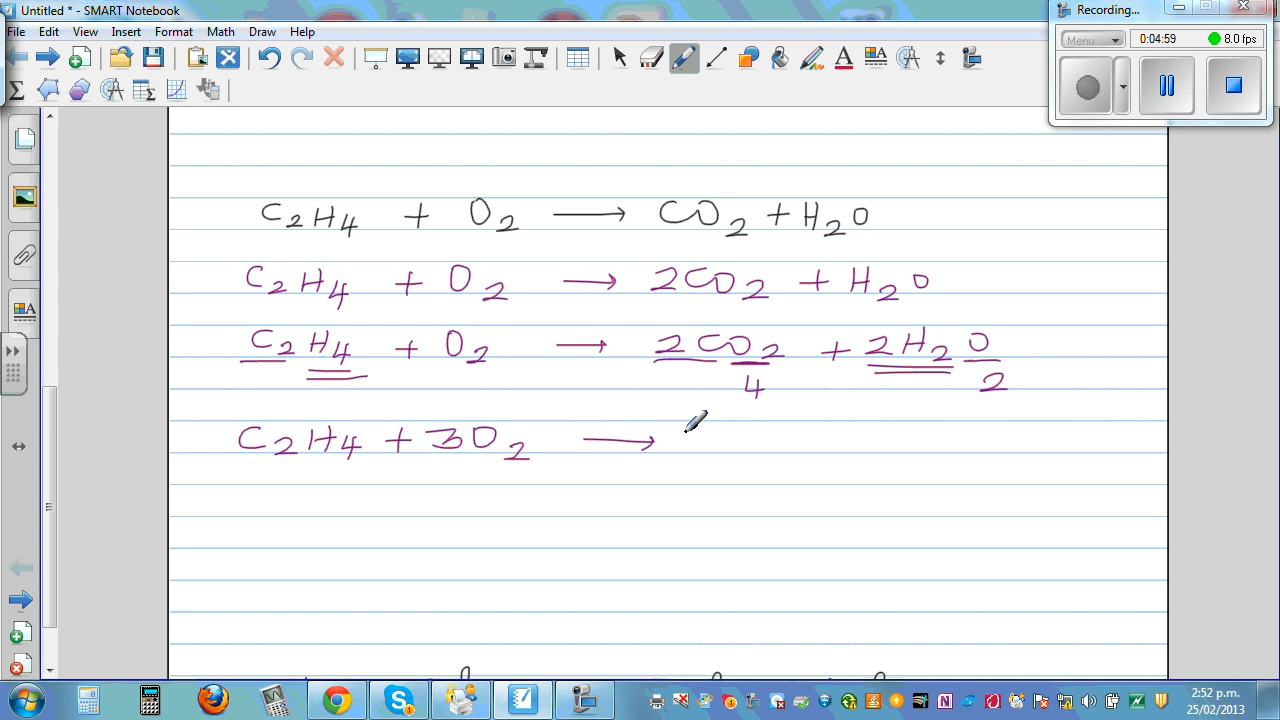 Untitled * - SMART Notebook
File Edit View Insert Format Math Draw Help
Recording...
Menu
0:04:59
8.0 fps
C₂H₄ + O₂ → CO₂ + H₂O
C₂H₄ + O₂ → 2CO₂ + H₂O
C₂H₄ + O₂ → 2CO₂ + 2H₂O
4 2
C₂H₄ + 3O₂ →
2:52 p.m.
25/02/2013